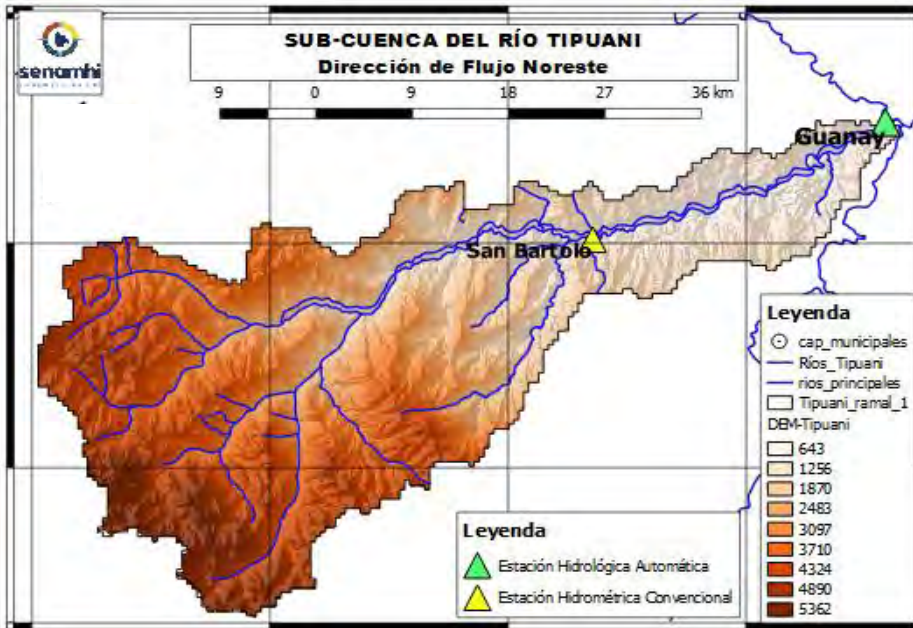 senamhi
SUB-CUENCA DEL RÍO TIPUANI
Dirección de Flujo Noreste
9 0 9 18 27 36 km
Guanay
San Bartolo
Leyenda
cap_municipales
Ríos_Tipuani
rios_principales
Tipuani_ramal_1
DEM-Tipuani
643
1256
1870
2483
3097
3710
4324
4890
5362
Leyenda
Estación Hidrológica Automática
Estación Hidrométrica Convencional